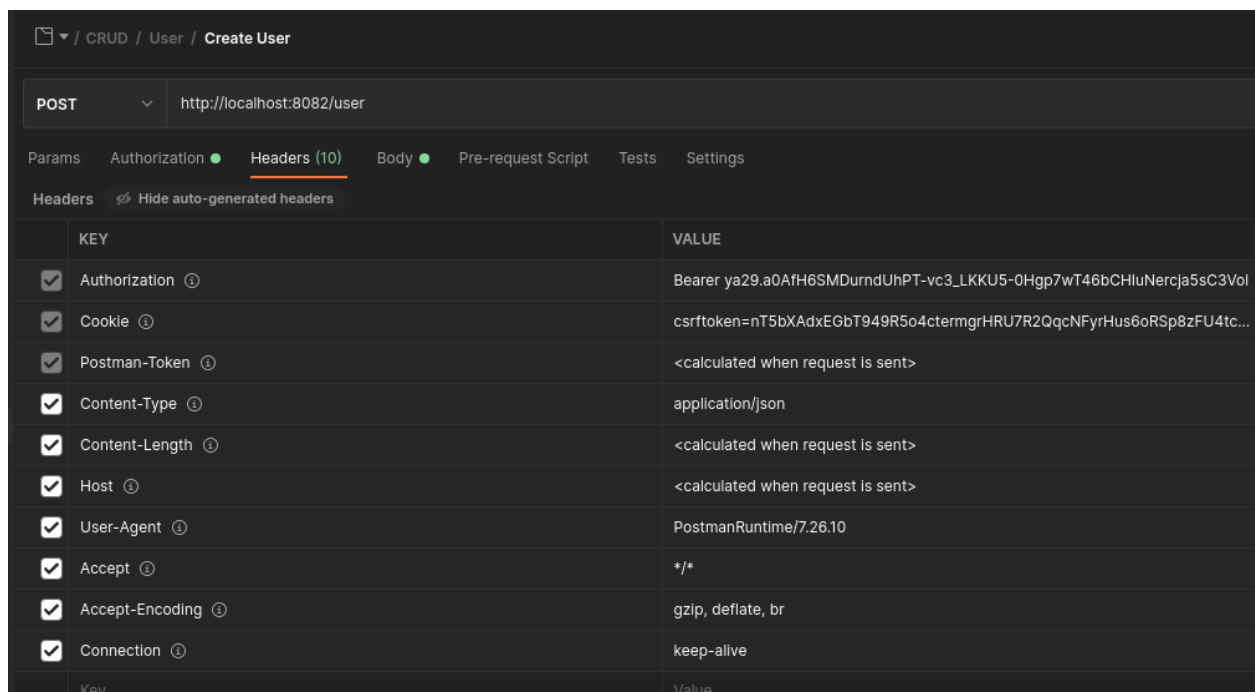 / CRUD / User / Create User
POST http://localhost:8082/user
Params Authorization Headers (10) Body Pre-request Script Tests Settings
Headers Hide auto-generated headers
KEY VALUE
Authorization Bearer ya29.a0AfH6SMDurndUhPT-vc3_LKKU5-0Hgp7wT46bCHluNercja5sC3Vol
Cookie csrftoken=nT5bXAdxEGbT949R5o4ctermgrHRU7R2QqcNFyrHus6oRSp8zFU4tc...
Postman-Token <calculated when request is sent>
Content-Type application/json
Content-Length <calculated when request is sent>
Host <calculated when request is sent>
User-Agent PostmanRuntime/7.26.10
Accept */*
Accept-Encoding gzip, deflate, br
Connection keep-alive
Key Value